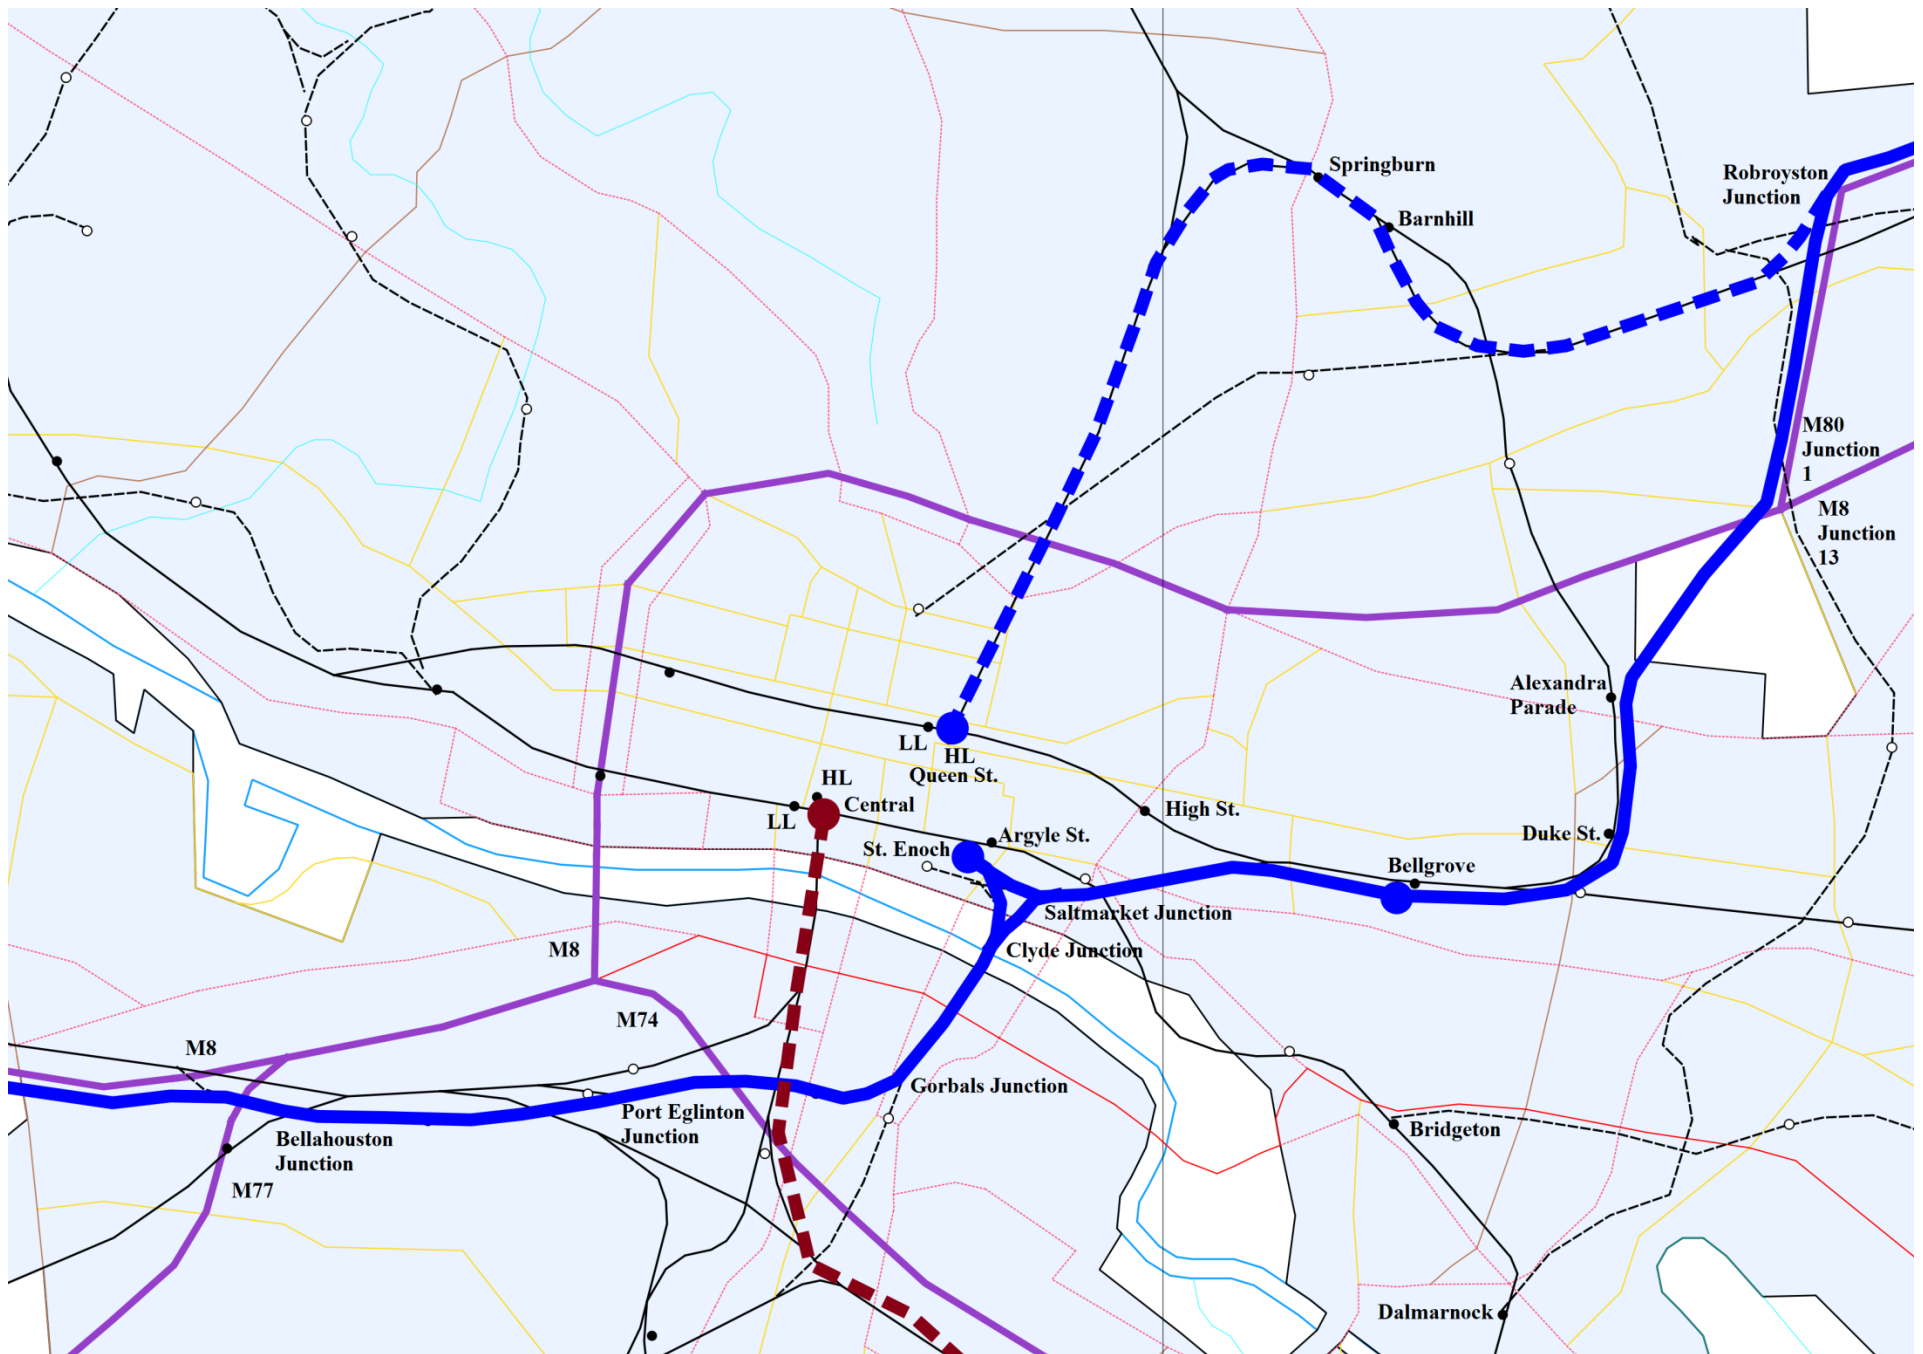 Springburn
Robroyston
Junction
Barnhill
M80
Junction
1
M8
Junction
13
Alexandra
Parade
LL
HL
Queen St.
HL
Central
LL
High St.
Argyle St.
St. Enoch
Duke St.
Bellgrove
Saltmarket Junction
Clyde Junction
M8
M74
M8
Gorbals Junction
Port Eglinton
Junction
Bellahouston
Junction
Bridgeton
M77
Dalmarnock